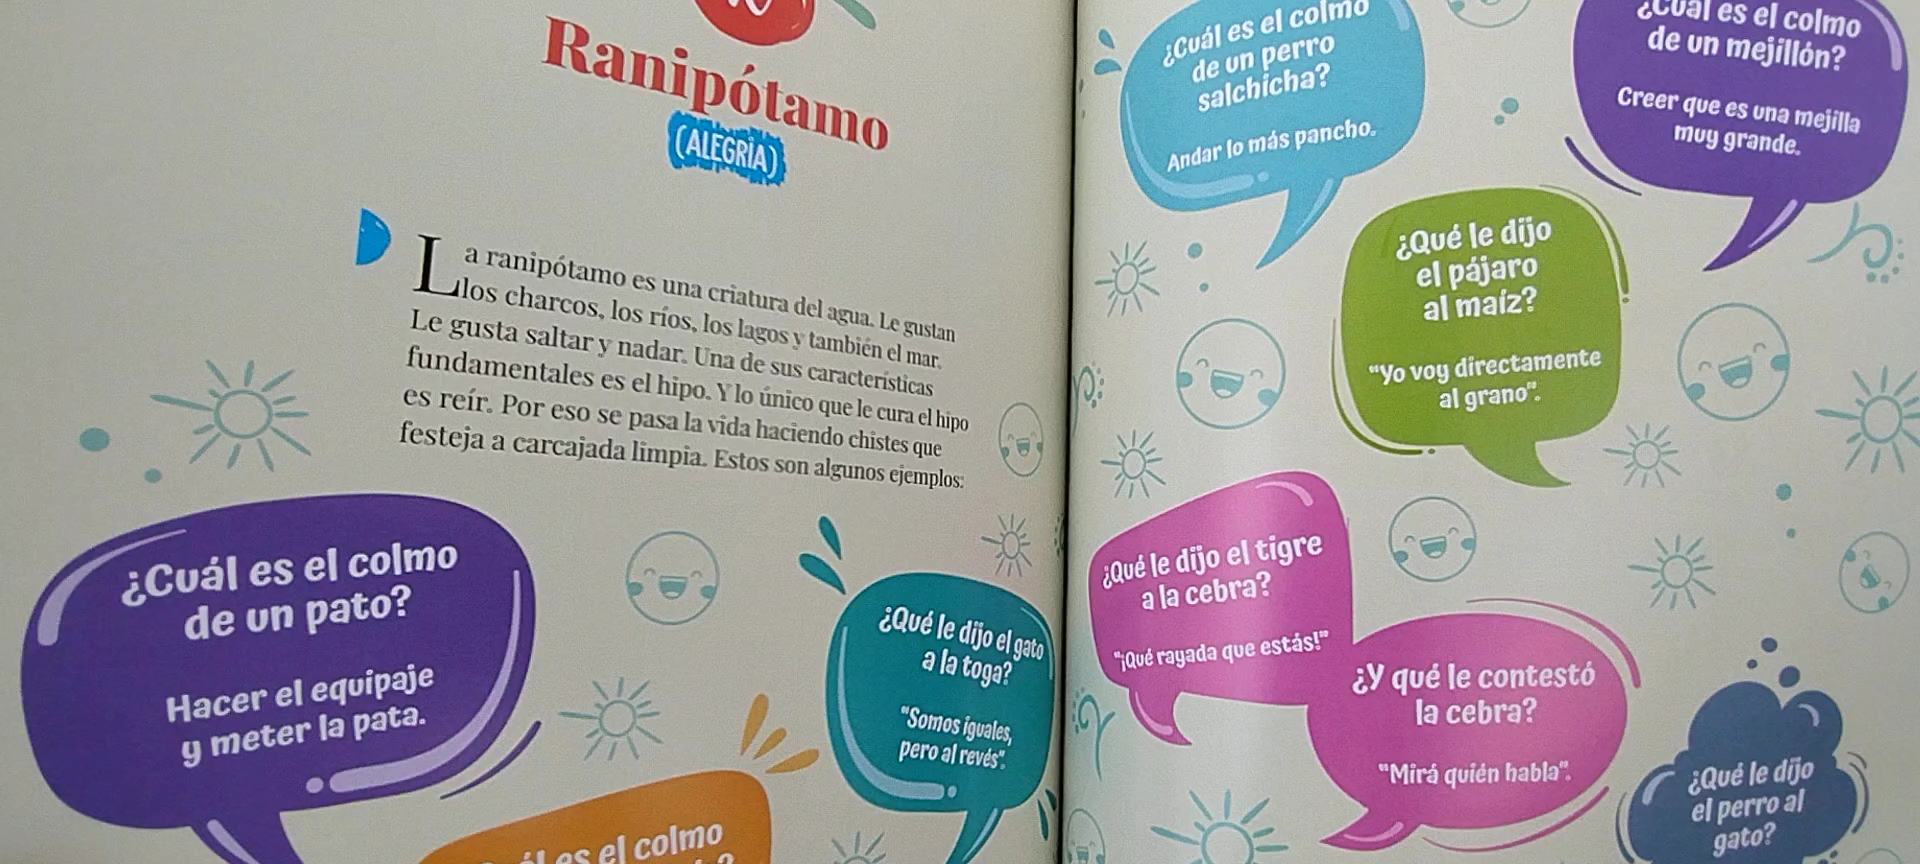 Ranipótamo
(ALEGRÍA)
La ranipótamo es una criatura del agua. Le gustan
los charcos, los ríos, los lagos y también el mar.
Le gusta saltar y nadar. Una de sus características
fundamentales es el hipo. Y lo único que le cura el hipo
es reír. Por eso se pasa la vida haciendo chistes que
festeja a carcajada limpia. Estos son algunos ejemplos:
¿Cuál es el colmo
de un pato?
Hacer el equipaje
y meter la pata.
¿Qué le dijo el gato
a la toga?
"Somos iguales,
pero al revés".
es el colmo
¿Cuál es el colmo
de un perro
salchicha?
Andar lo más pancho.
¿Cuál es el colmo
de un mejillón?
Creer que es una mejilla
muy grande.
¿Qué le dijo
el pájaro
al maíz?
"Yo voy directamente
al grano".
¿Qué le dijo el tigre
a la cebra?
"¡Qué rayada que estás!"
¿Y qué le contestó
la cebra?
"Mirá quién habla".
¿Qué le dijo
el perro al
gato?